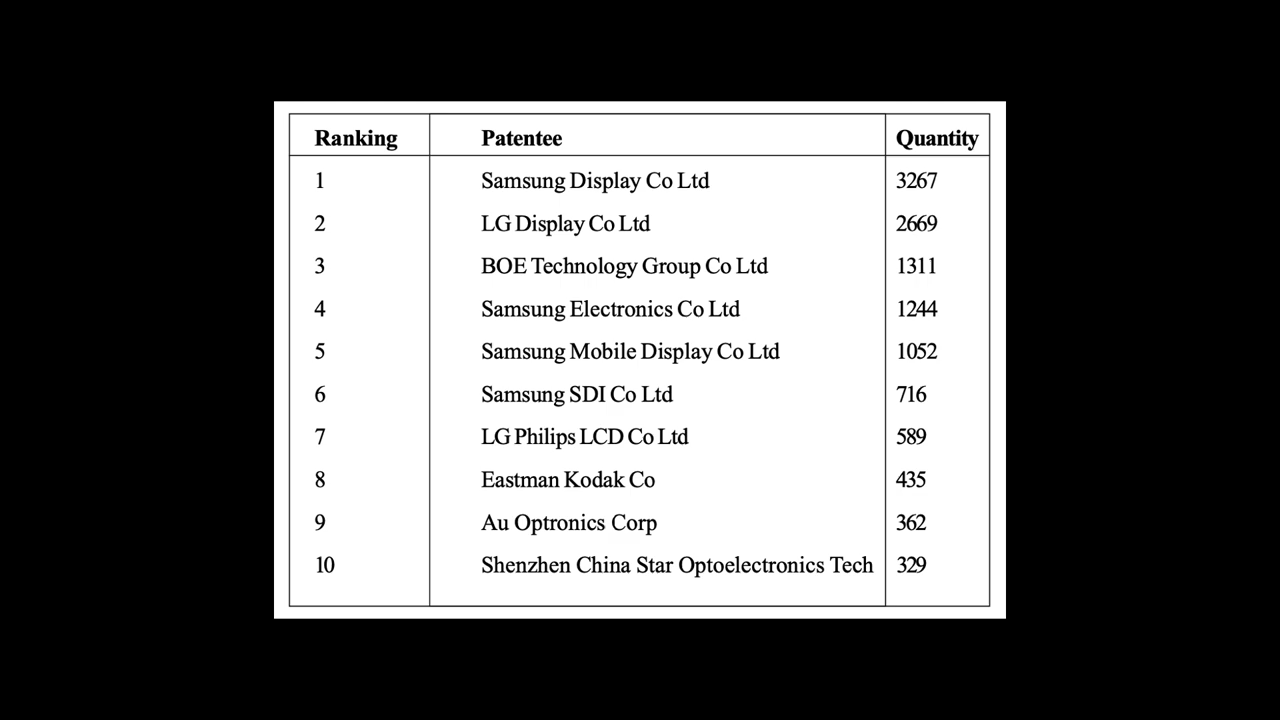 Ranking Patentee Quantity
1 Samsung Display Co Ltd 3267
2 LG Display Co Ltd 2669
3 BOE Technology Group Co Ltd 1311
4 Samsung Electronics Co Ltd 1244
5 Samsung Mobile Display Co Ltd 1052
6 Samsung SDI Co Ltd 716
7 LG Philips LCD Co Ltd 589
8 Eastman Kodak Co 435
9 Au Optronics Corp 362
10 Shenzhen China Star Optoelectronics Tech 329